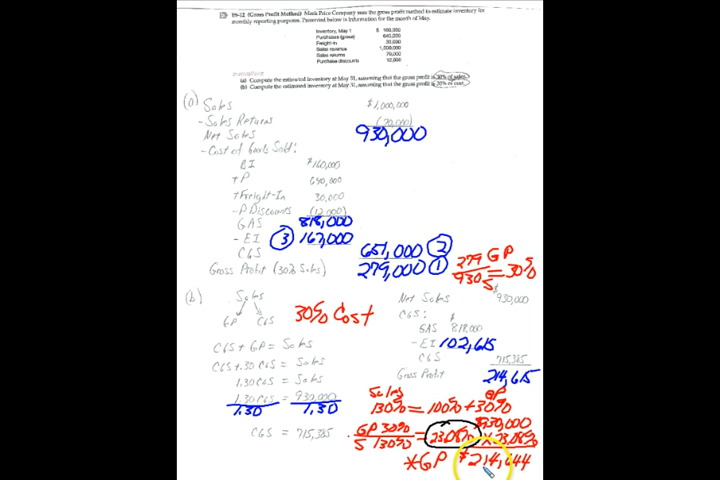 19-12 (Gross Profit Method) Mark Price Company uses the gross profit method to estimate inventory for
monthly reporting purposes. Presented below is information for the month of May.
Inventory, May 1 $ 160,000
Purchases (gross) 640,000
Freight-in 30,000
Sales revenue 1,000,000
Sales returns 70,000
Purchase discounts 12,000
Instructions
(a) Compute the estimated inventory at May 31, assuming that the gross profit is 30% of sales.
(b) Compute the estimated inventory at May 31, assuming that the gross profit is 30% of cost.
(a) Sales $1,000,000
- Sales Returns (70,000)
Net Sales 930,000
- Cost of Goods Sold:
BI $160,000
+ P 640,000
+ Freight-In 30,000
- P Discounts (12,000)
GAS 818,000
- EI 3 167,000
CGS 651,000 2
Gross Profit (30% Sales) 279,000 1
279 GP
930 S = 30%
(b) Sales
GP CGS
30% Cost
CGS + GP = Sales
CGS + .30 CGS = Sales
1.30 CGS = Sales
1.30 CGS = 930,000
1.30 1.30
CGS = 715,385
Net Sales $930,000
CGS: $
GAS 818,000
- EI 102,615
CGS 715,385
Gross Profit 214,615
Sales GP
130% = 100% + 30%
GP 30% = 23.08%
S 130%
$930,000
x 23.08%
*GP $214,644